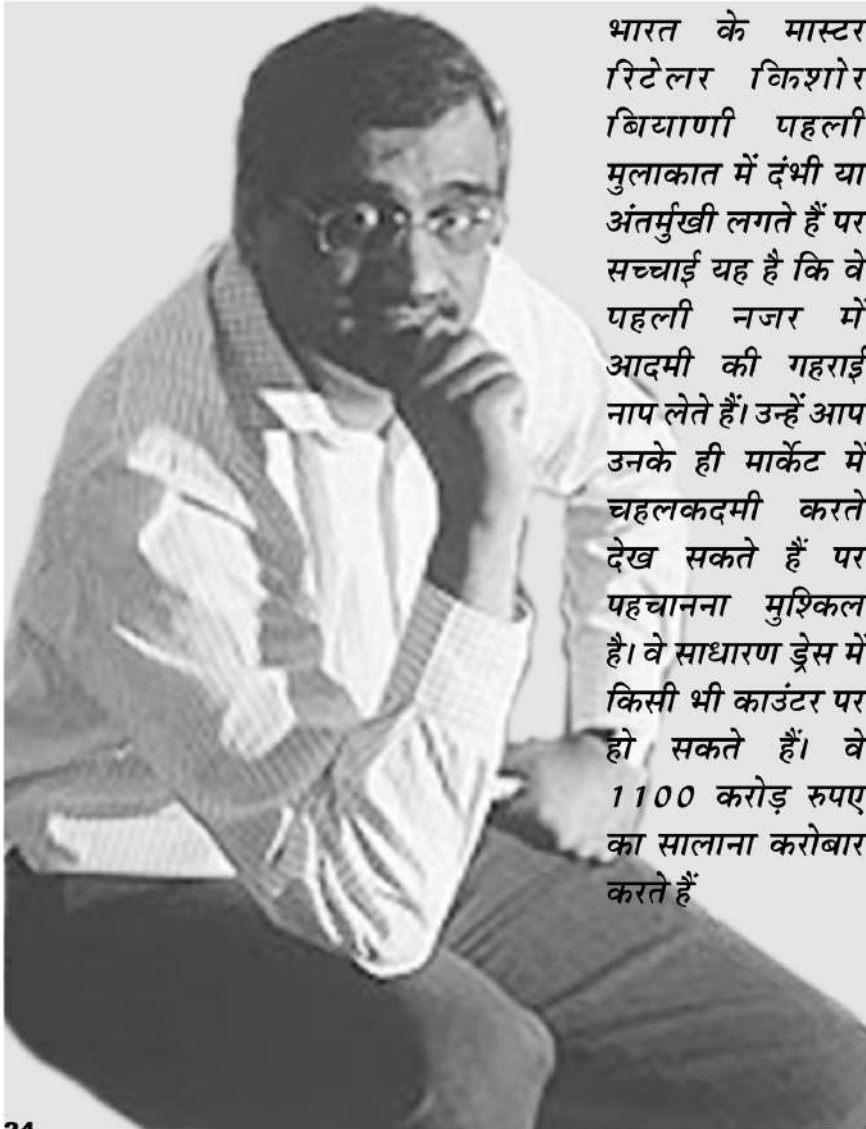 भारत के मास्टर
रिटेलर किशोर
बियाणी पहली
मुलाकात में दंभी या
अंतर्मुखी लगते हैं पर
सच्चाई यह है कि वे
पहली नजर में
आदमी की गहराई
नाप लेते हैं। उन्हें आप
उनके ही मार्केट में
चहलकदमी करते
देख सकते हैं पर
पहचानना मुश्किल
है। वे साधारण ड्रेस में
किसी भी काउंटर पर
हो सकते हैं। वे
1100 करोड़ रुपए
का सालाना करोबार
करते हैं